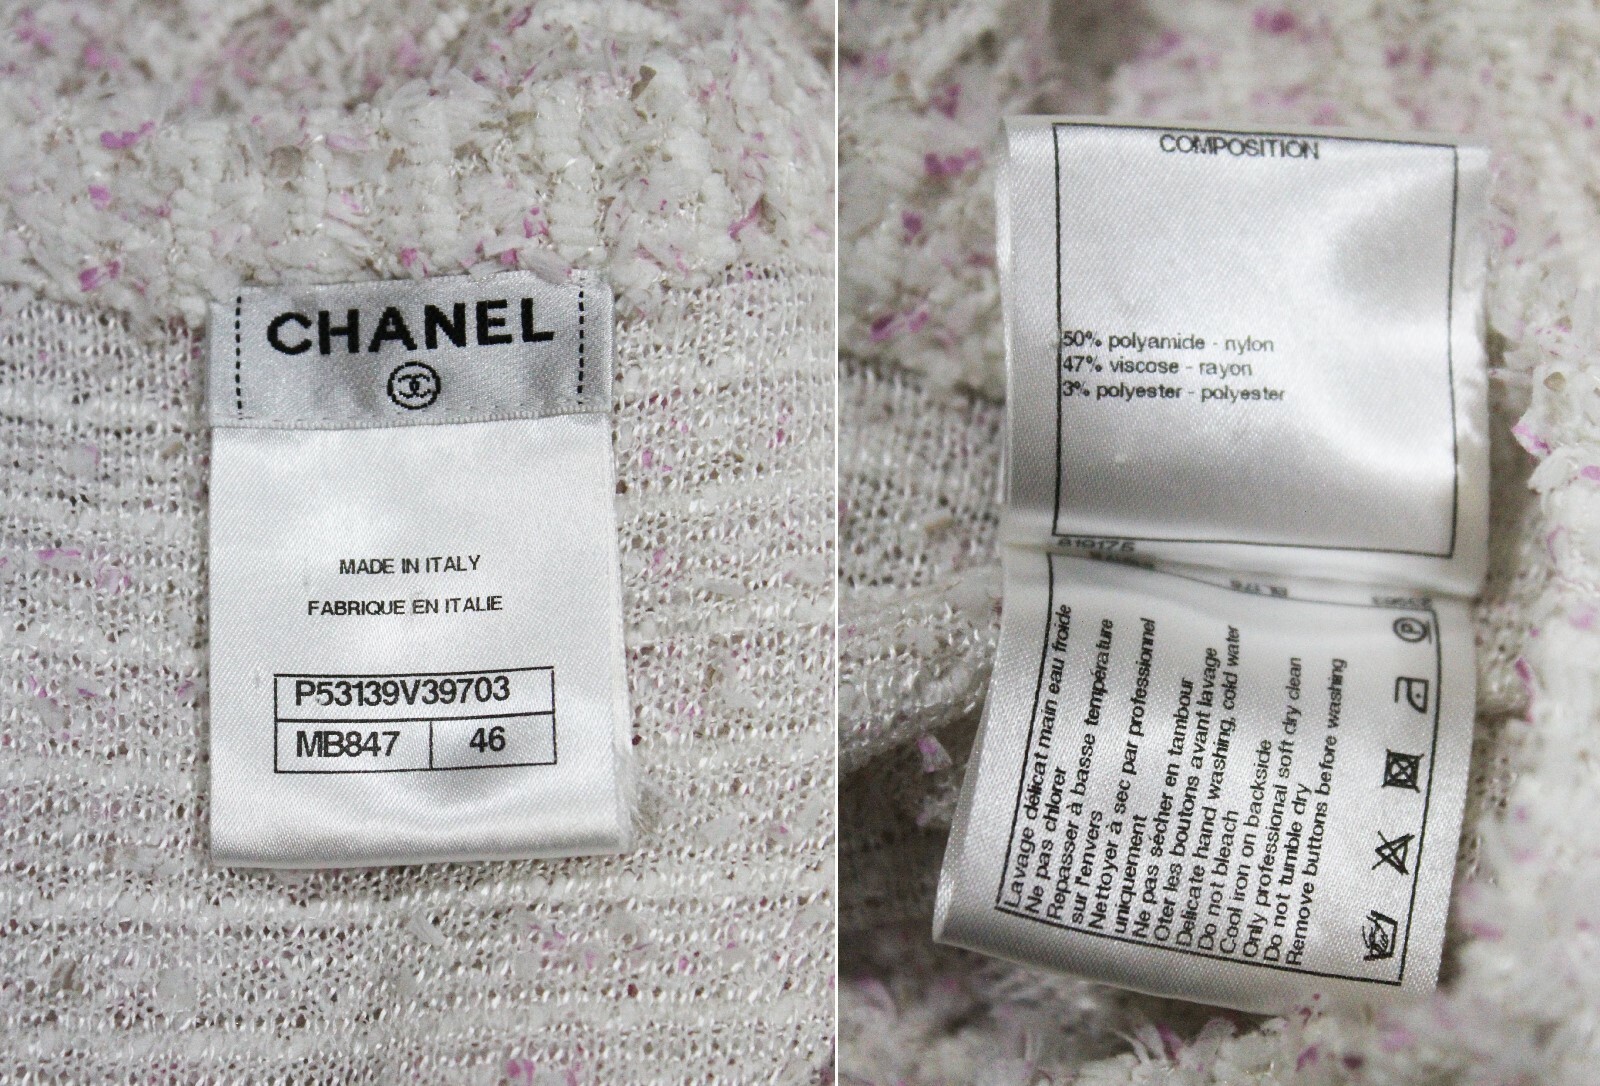 CHANEL
MADE IN ITALY
FABRIQUE EN ITALIE
P53139V39703
MB847 46
COMPOSITION
50% polyamide - nylon
47% viscose - rayon
3% polyester - polyester
Lavage délicat main eau froide
Ne pas chlorer
Repasser à basse température
sur l'envers
Nettoyer à sec par professionnel
uniquement
Ne pas sécher en tambour
Oter les boutons avant lavage
Delicate hand washing, cold water
Do not bleach
Cool iron on backside
Only professional soft dry clean
Do not tumble dry
Remove buttons before washing
P